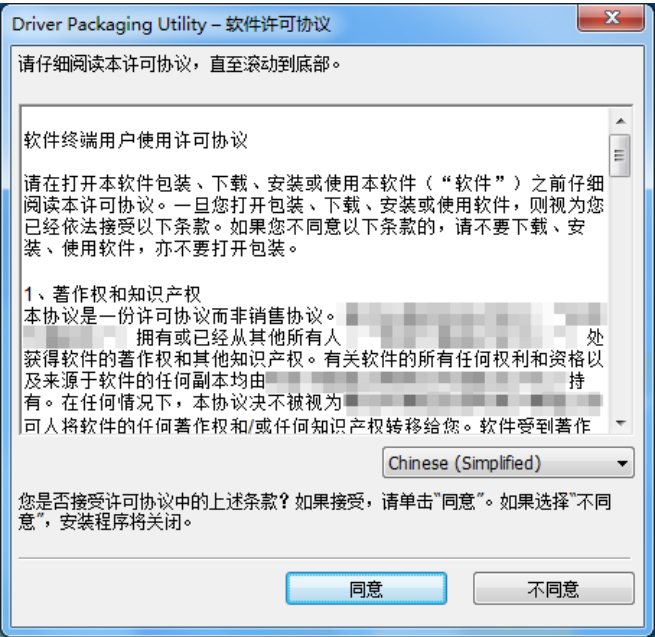 Driver Packaging Utility – 软件许可协议
请仔细阅读本许可协议，直至滚动到底部。
软件终端用户使用许可协议
请在打开本软件包装、下载、安装或使用本软件（“软件”）之前仔细
阅读本许可协议。一旦您打开包装、下载、安装或使用软件，则视为您
已经依法接受以下条款。如果您不同意以下条款的，请不要下载、安
装、使用软件，亦不要打开包装。
1、著作权和知识产权
本协议是一份许可协议而非销售协议。
拥有或已经从其他所有人 处
获得软件的著作权和其他知识产权。有关软件的所有任何权利和资格以
及来源于软件的任何副本均由 持
有。在任何情况下，本协议决不被视为
可人将软件的任何著作权和/或任何知识产权转移给您。软件受到著作
Chinese (Simplified)
您是否接受许可协议中的上述条款？如果接受，请单击“同意”。如果选择“不同
意”，安装程序将关闭。
同意 不同意